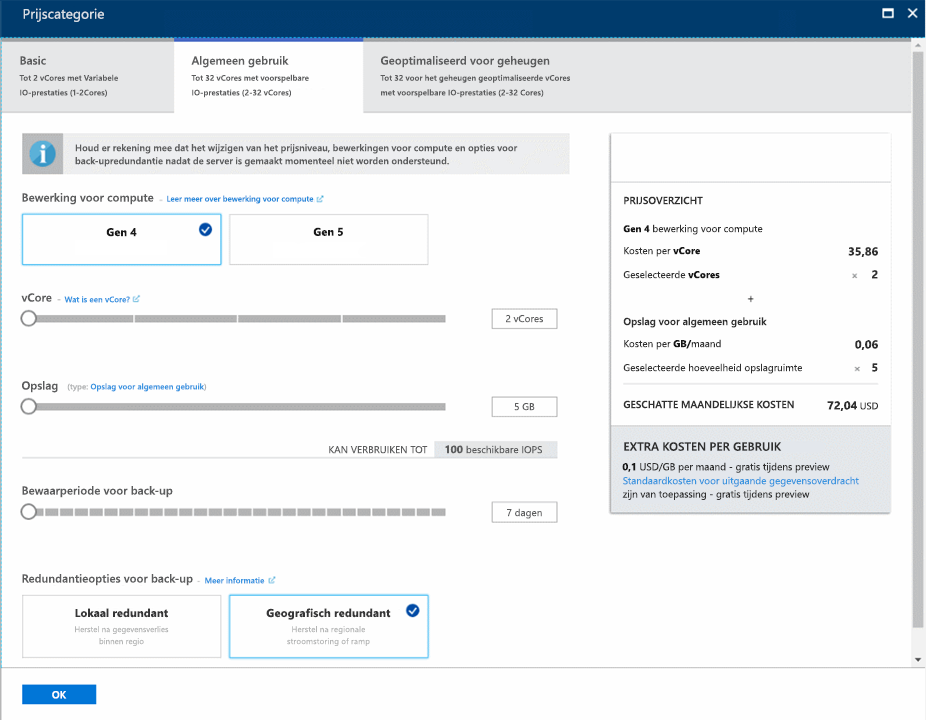 Prijscategorie
Basic
Tot 2 vCores met Variabele
IO-prestaties (1-2Cores)
Algemeen gebruik
Tot 32 vCores met voorspelbare
IO-prestaties (2-32 vCores)
Geoptimaliseerd voor geheugen
Tot 32 voor het geheugen geoptimaliseerde vCores
met voorspelbare IO-prestaties (2-32 Cores)
Houd er rekening mee dat het wijzigen van het prijsniveau, bewerkingen voor compute en opties voor
back-upredundantie nadat de server is gemaakt momenteel niet worden ondersteund.
Bewerking voor compute - Leer meer over bewerking voor compute
Gen 4
Gen 5
vCore - Wat is een vCore?
2 vCores
Opslag (type: Opslag voor algemeen gebruik)
5 GB
KAN VERBRUIKEN TOT 100 beschikbare IOPS
Bewaarperiode voor back-up
7 dagen
Redundantieopties voor back-up - Meer informatie
Lokaal redundant
Herstel na gegevensverlies
binnen regio
Geografisch redundant
Herstel na regionale
stroomstoring of ramp
OK
PRIJSOVERZICHT
Gen 4 bewerking voor compute
Kosten per vCore 35,86
Geselecteerde vCores × 2
+
Opslag voor algemeen gebruik
Kosten per GB/maand 0,06
Geselecteerde hoeveelheid opslagruimte × 5
GESCHATTE MAANDELIJKSE KOSTEN 72,04 USD
EXTRA KOSTEN PER GEBRUIK
0,1 USD/GB per maand - gratis tijdens preview
Standaardkosten voor uitgaande gegevensoverdracht
zijn van toepassing - gratis tijdens preview